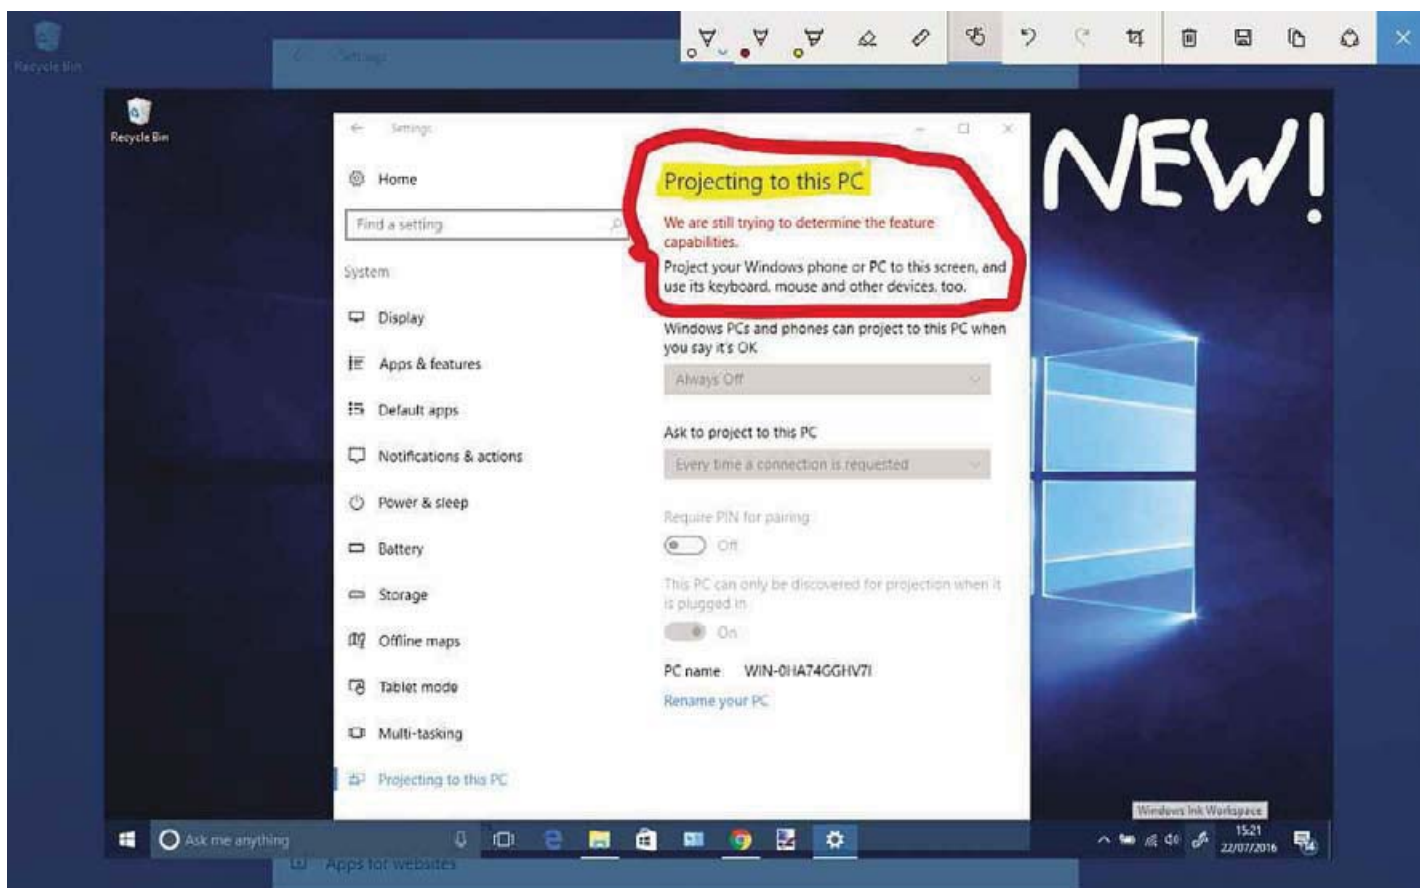 Recycle Bin
Settings
Recycle Bin
Settings
NEW!
Home
Projecting to this PC
Find a setting
We are still trying to determine the feature
capabilities.
System
Project your Windows phone or PC to this screen, and
use its keyboard, mouse and other devices, too.
Display
Windows PCs and phones can project to this PC when
you say it's OK
Apps & features
Always Off
Default apps
Ask to project to this PC
Notifications & actions
Every time a connection is requested
Power & sleep
Require PIN for pairing
Off
Battery
This PC can only be discovered for projection when it
is plugged in
Storage
On
Offline maps
PC name WIN-0HA74GGHV7I
Tablet mode
Rename your PC
Multi-tasking
Projecting to this PC
Windows Ink Workspace
Ask me anything
15:21
22/07/2016
Apps for websites